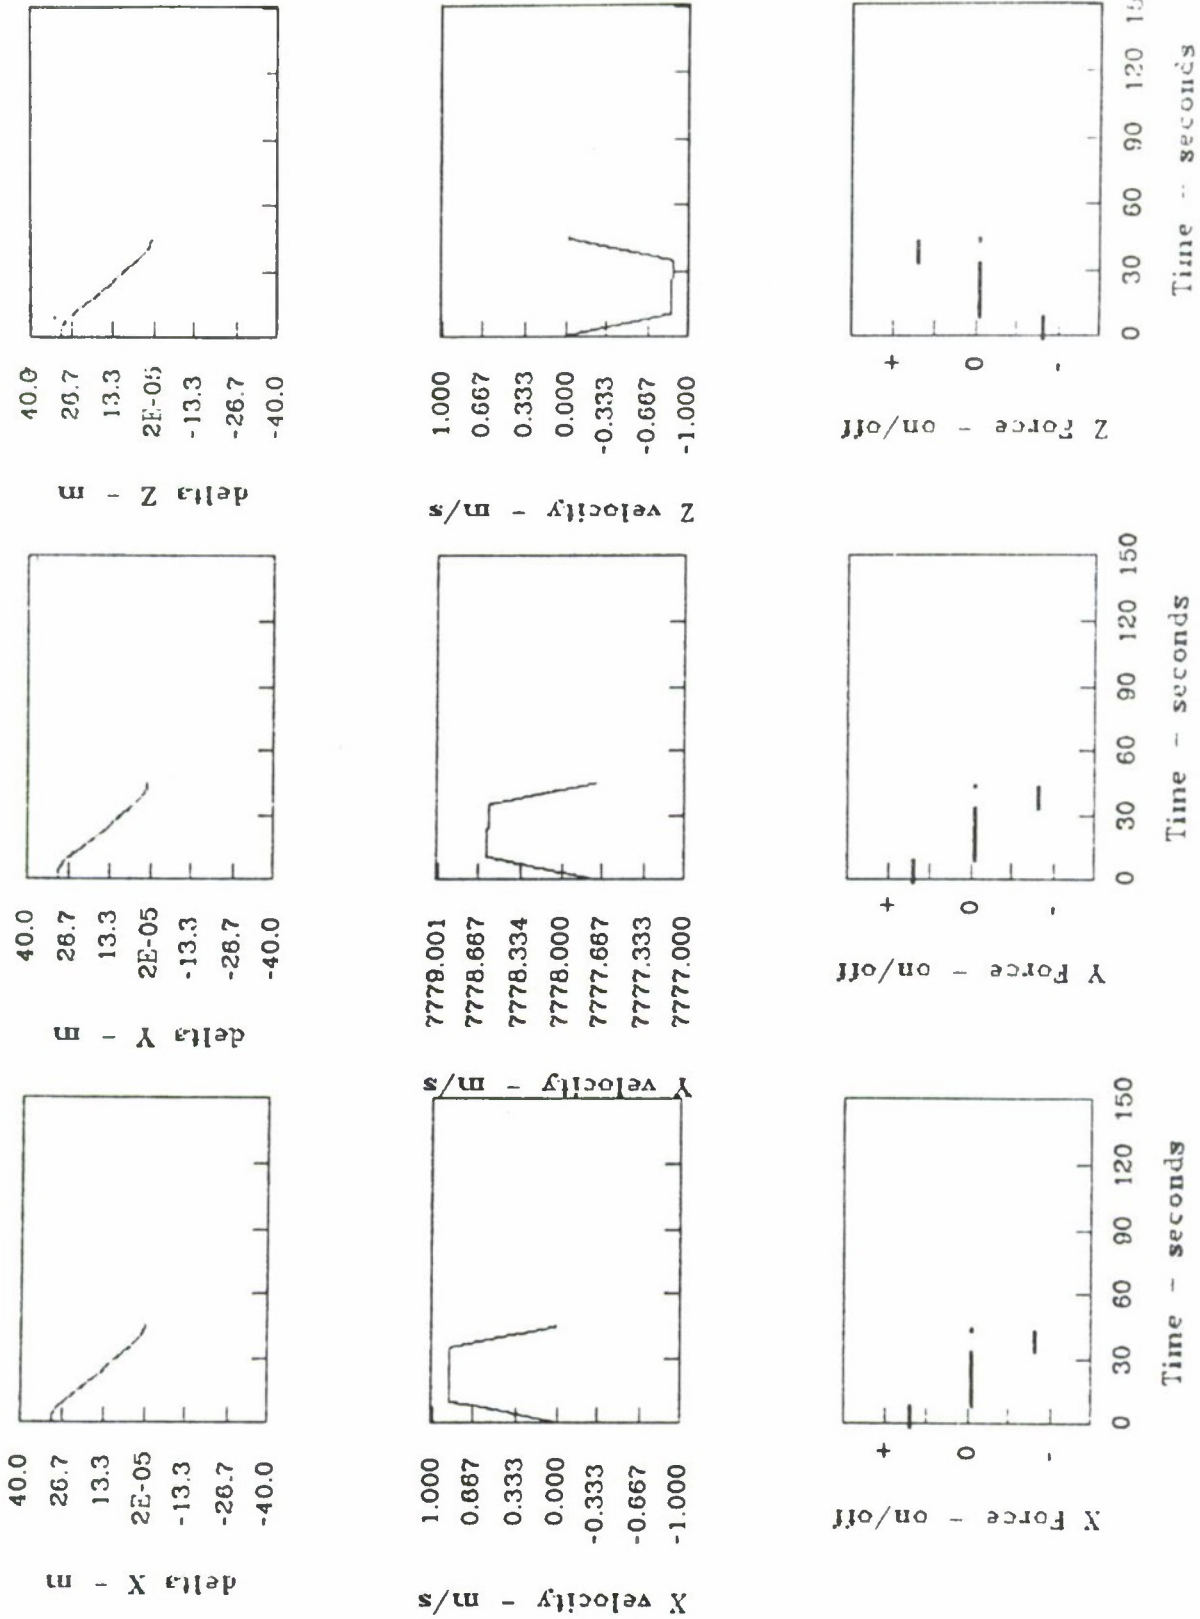 delta X - m
40.0
26.7
13.3
2E-05
-13.3
-26.7
-40.0
delta Y - m
40.0
26.7
13.3
2E-05
-13.3
-26.7
-40.0
delta Z - m
40.0
26.7
13.3
2E-05
-13.3
-26.7
-40.0
X velocity - m/s
1.000
0.667
0.333
0.000
-0.333
-0.667
-1.000
Y velocity - m/s
7779.001
7778.667
7778.334
7778.000
7777.667
7777.333
7777.000
Z velocity - m/s
1.000
0.667
0.333
0.000
-0.333
-0.667
-1.000
X Force - on/off
+
0
-
0 30 60 90 120 150
Time - seconds
Y Force - on/off
+
0
-
0 30 60 90 120 150
Time - seconds
Z Force - on/off
+
0
-
0 30 60 90 120 15
Time - seconds